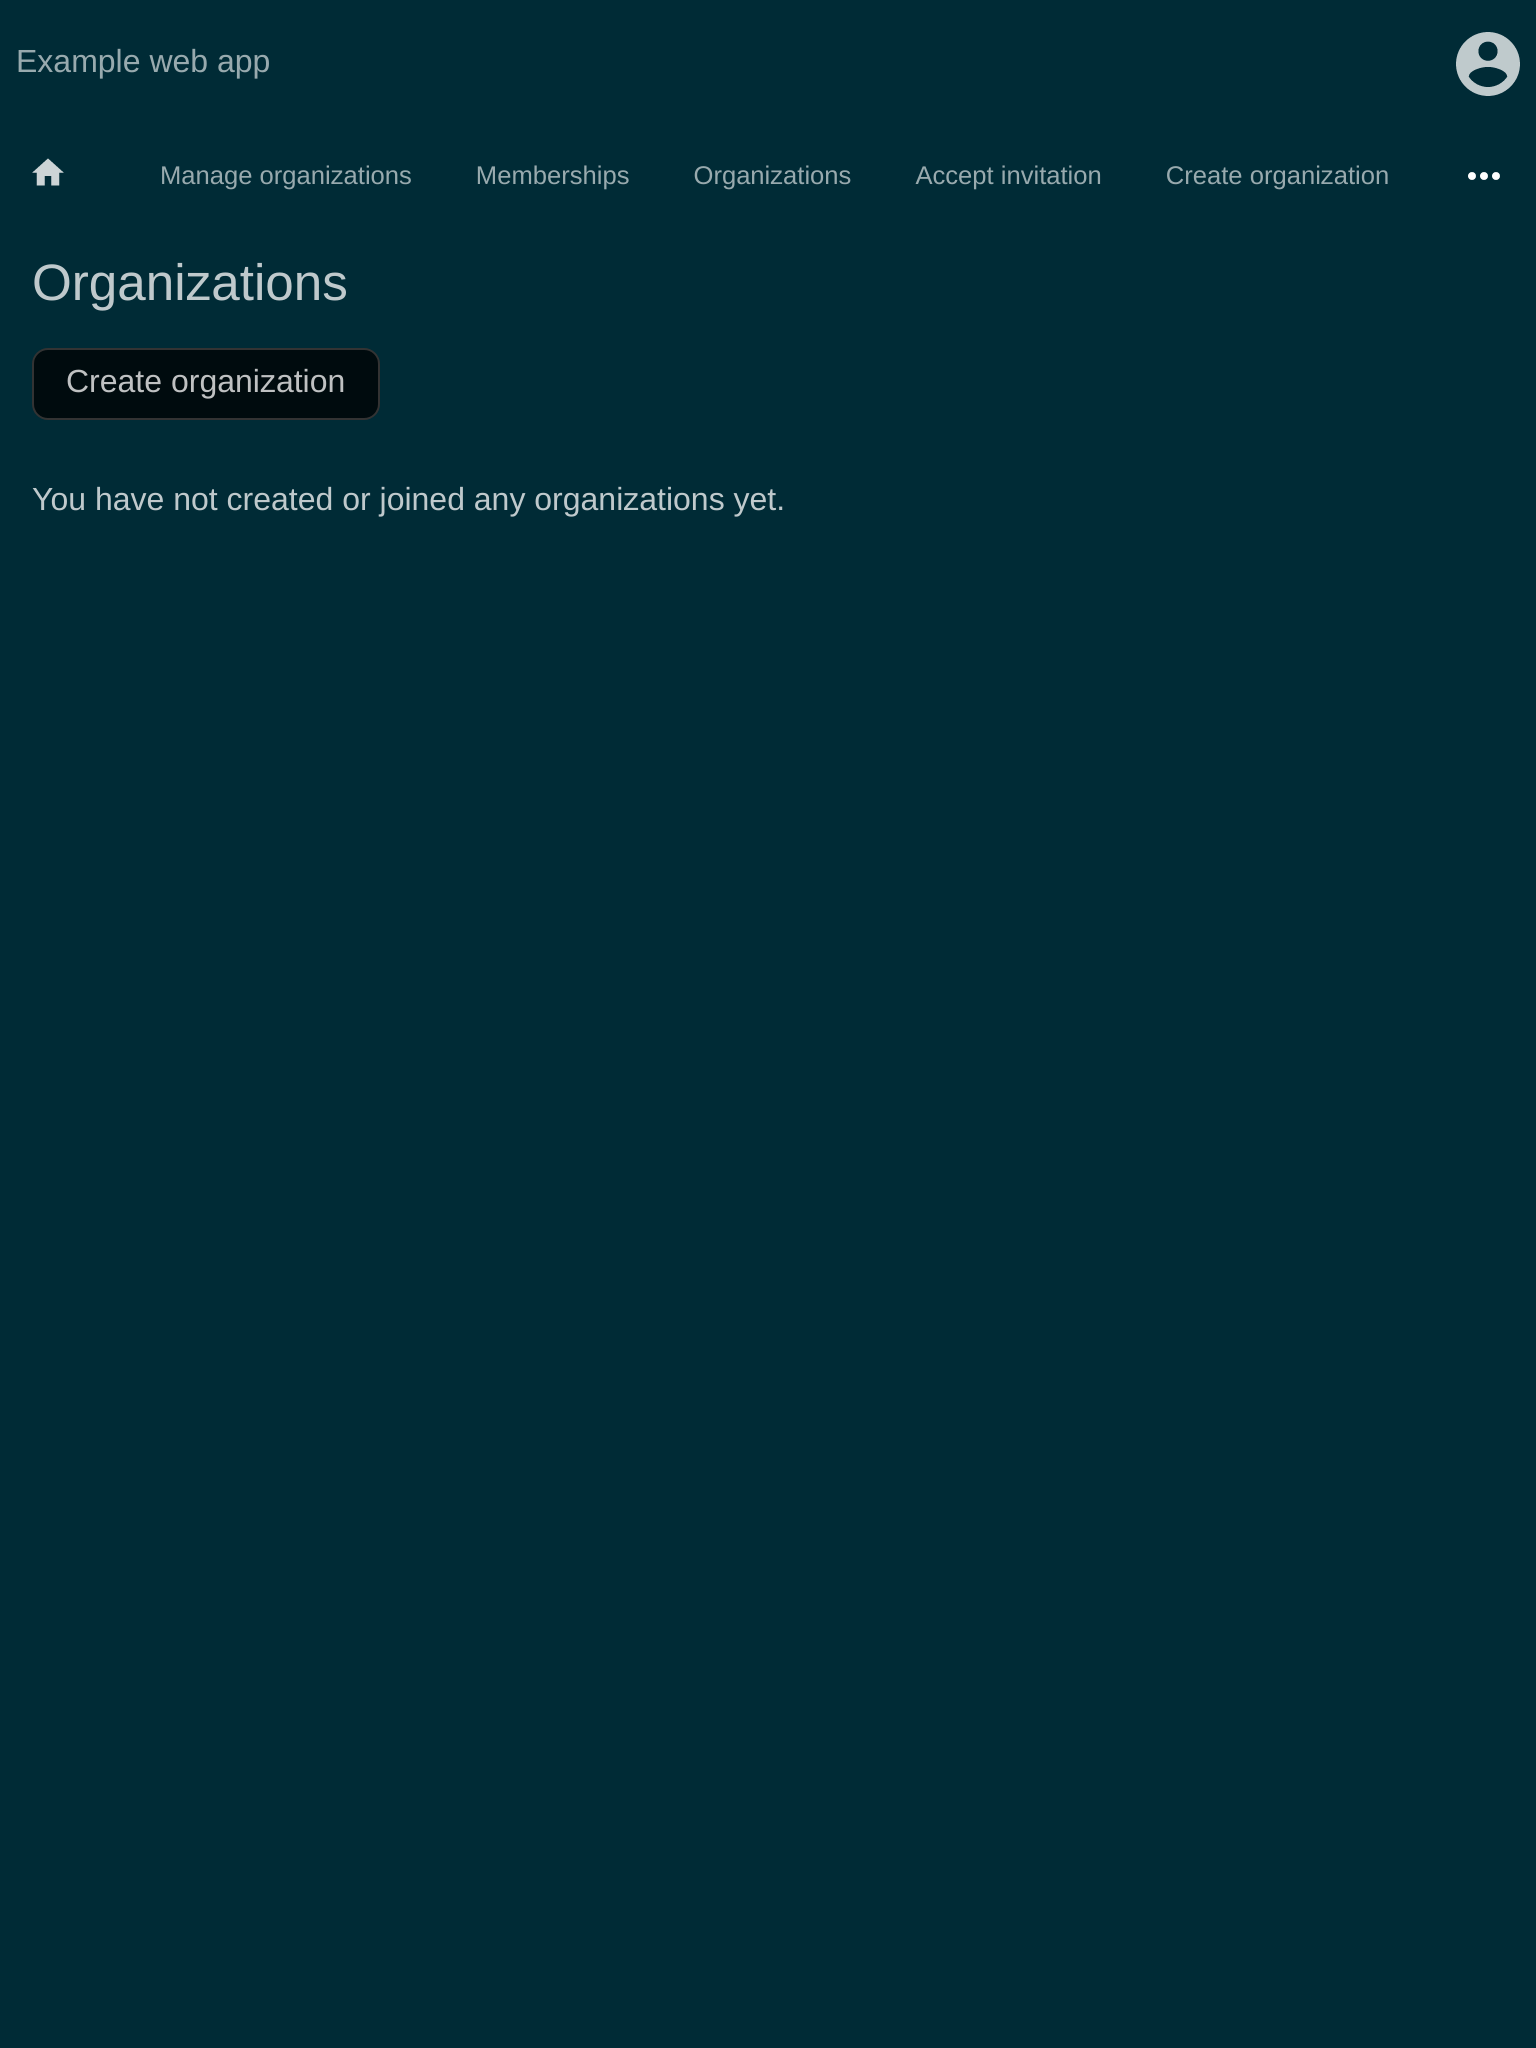 Example web app
Manage organizations Memberships Organizations Accept invitation Create organization
Organizations
Create organization
You have not created or joined any organizations yet.